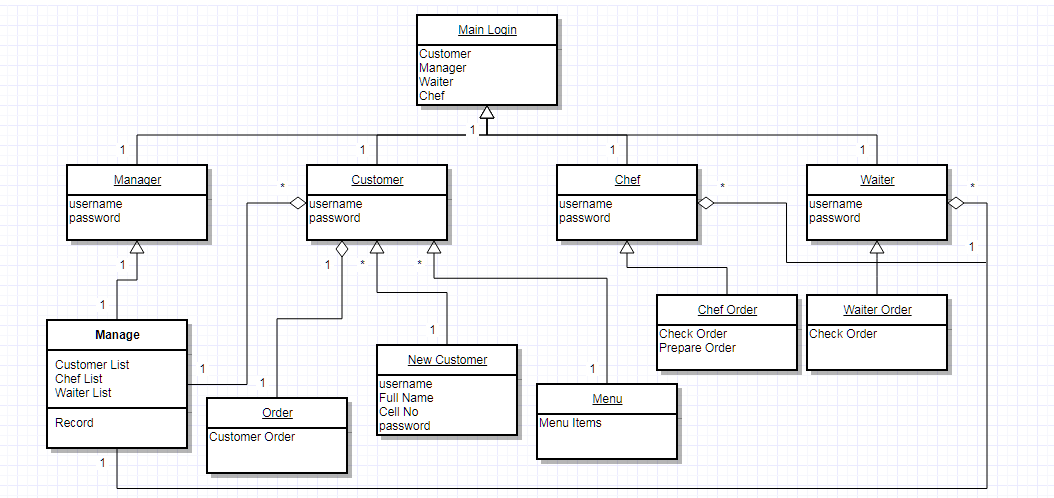 Main Login
Customer
Manager
Waiter
Chef
1
1
1
1
1
Manager
username
password
*
Customer
username
password
Chef
username
password
*
Waiter
username
password
*
1
1
1
*
*
1
Manage
Customer List
Chef List
Waiter List
Record
1
1
1
Order
Customer Order
1
New Customer
username
Full Name
Cell No
password
1
Menu
Menu Items
Chef Order
Check Order
Prepare Order
Waiter Order
Check Order
1